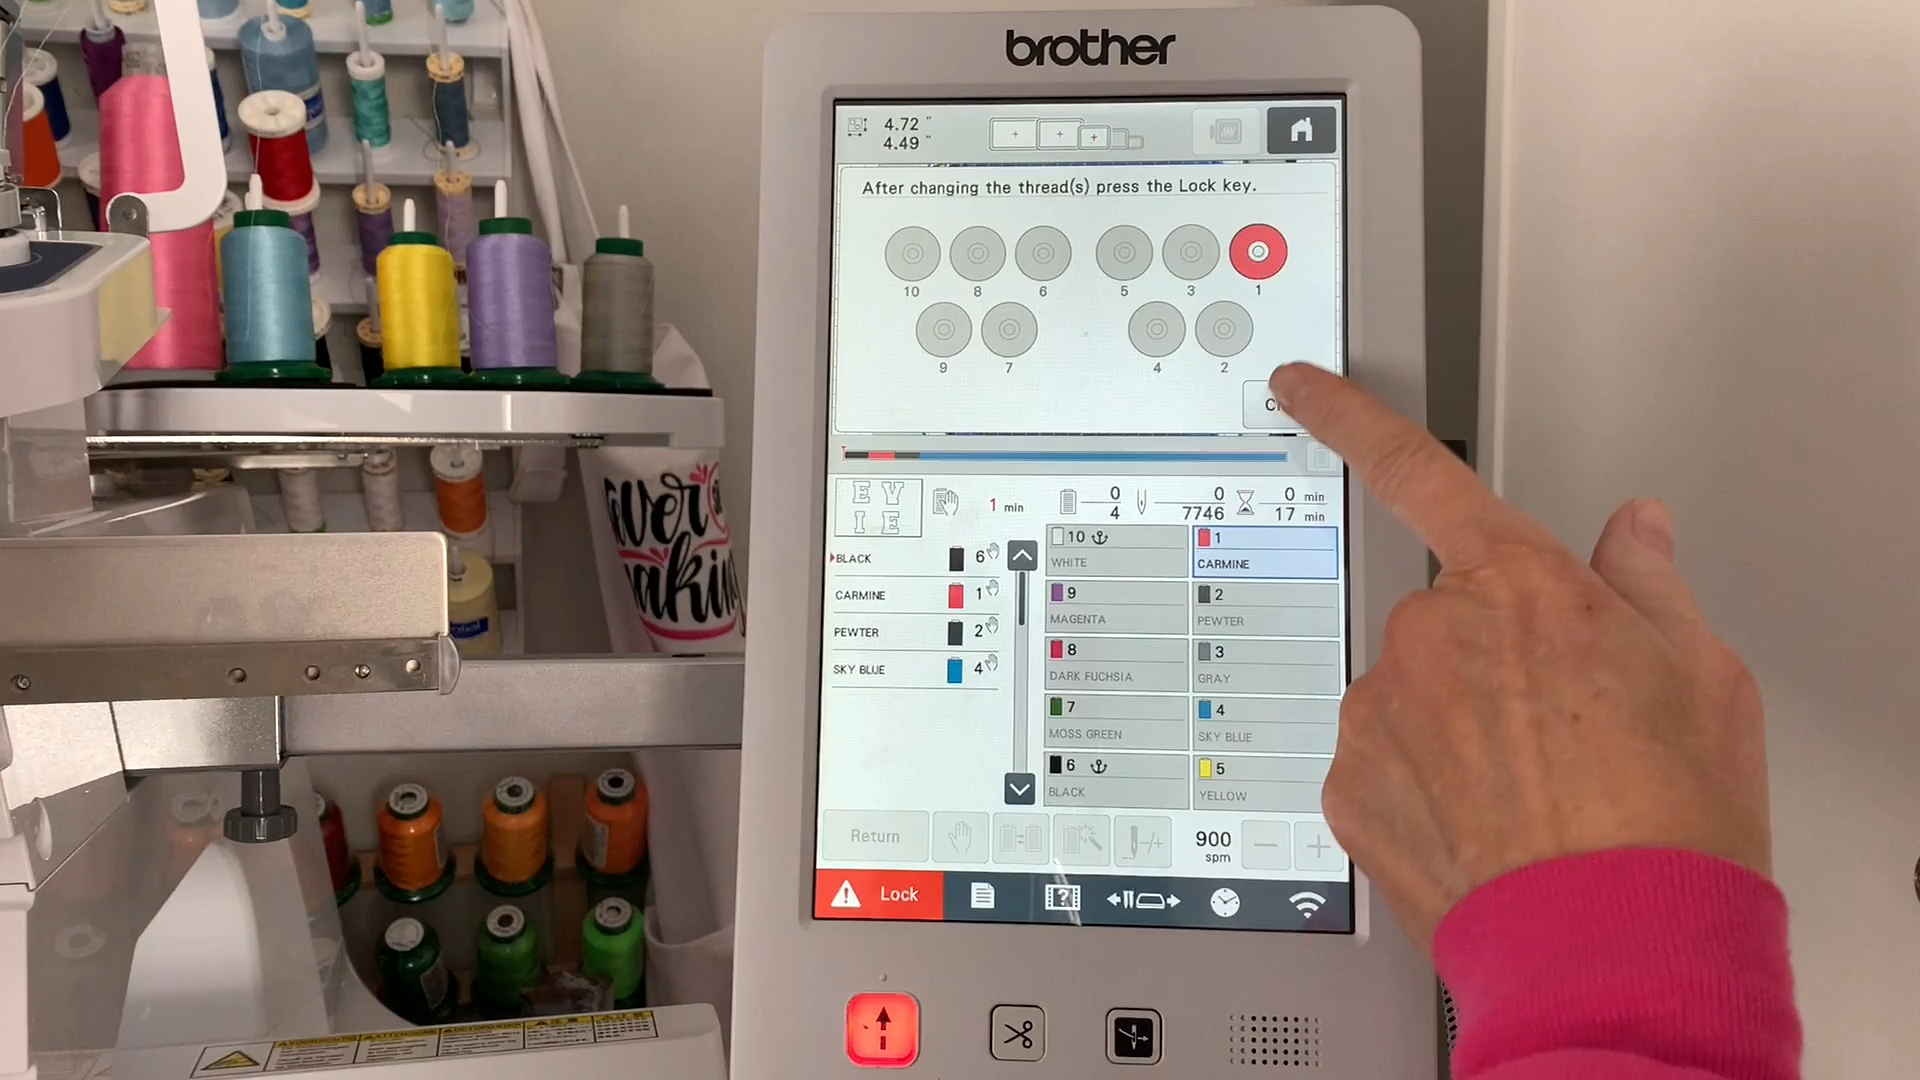 brother
4.72 "
4.49 "
After changing the thread(s) press the Lock key.
10 8 6 5 3 1
9 7 4 2
E V
I E
1 min
0
4
0
7746
0 min
17 min
BLACK 6
CARMINE 1
PEWTER 2
SKY BLUE 4
10
WHITE
1
CARMINE
9
MAGENTA
2
PEWTER
8
DARK FUCHSIA
3
GRAY
7
MOSS GREEN
4
SKY BLUE
6
BLACK
5
YELLOW
Return
-/+
900
spm
Lock
?